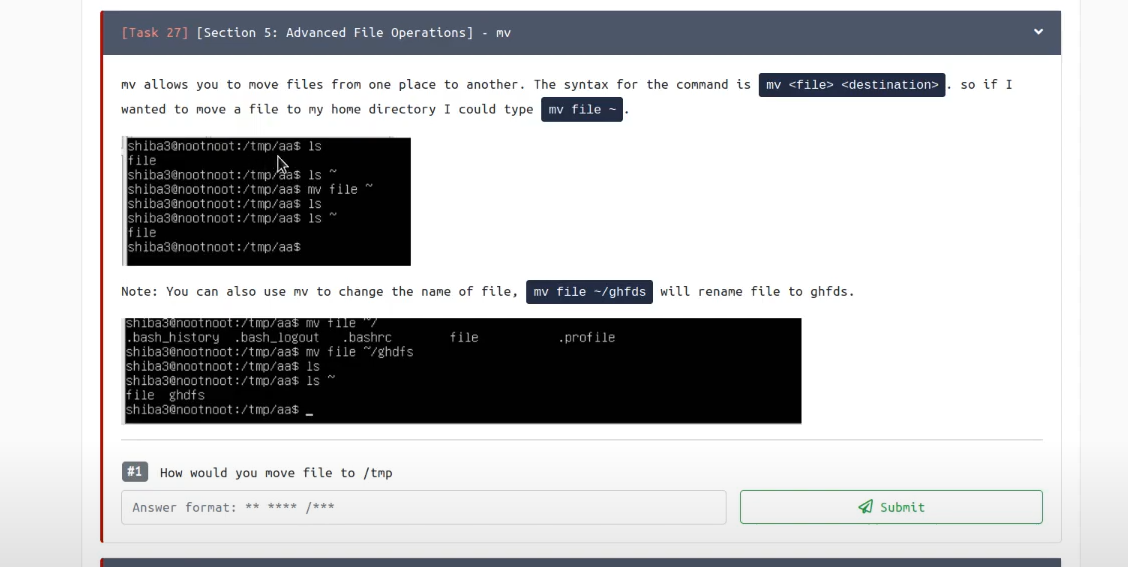 [Task 27] [Section 5: Advanced File Operations] - mv
mv allows you to move files from one place to another. The syntax for the command is mv <file> <destination>. so if I
wanted to move a file to my home directory I could type mv file ~.
shiba3@nootnoot:/tmp/aa$ ls
file
shiba3@nootnoot:/tmp/aa$ ls ~
shiba3@nootnoot:/tmp/aa$ mv file ~
shiba3@nootnoot:/tmp/aa$ ls
shiba3@nootnoot:/tmp/aa$ ls ~
file
shiba3@nootnoot:/tmp/aa$
Note: You can also use mv to change the name of file, mv file ~/ghfds will rename file to ghfds.
shiba3@nootnoot:/tmp/aa$ mv file ~/
.bash_history .bash_logout .bashrc file .profile
shiba3@nootnoot:/tmp/aa$ mv file ~/ghdfs
shiba3@nootnoot:/tmp/aa$ ls
shiba3@nootnoot:/tmp/aa$ ls ~
file ghdfs
shiba3@nootnoot:/tmp/aa$ _
#1 How would you move file to /tmp
Answer format: ** **** /***
Submit